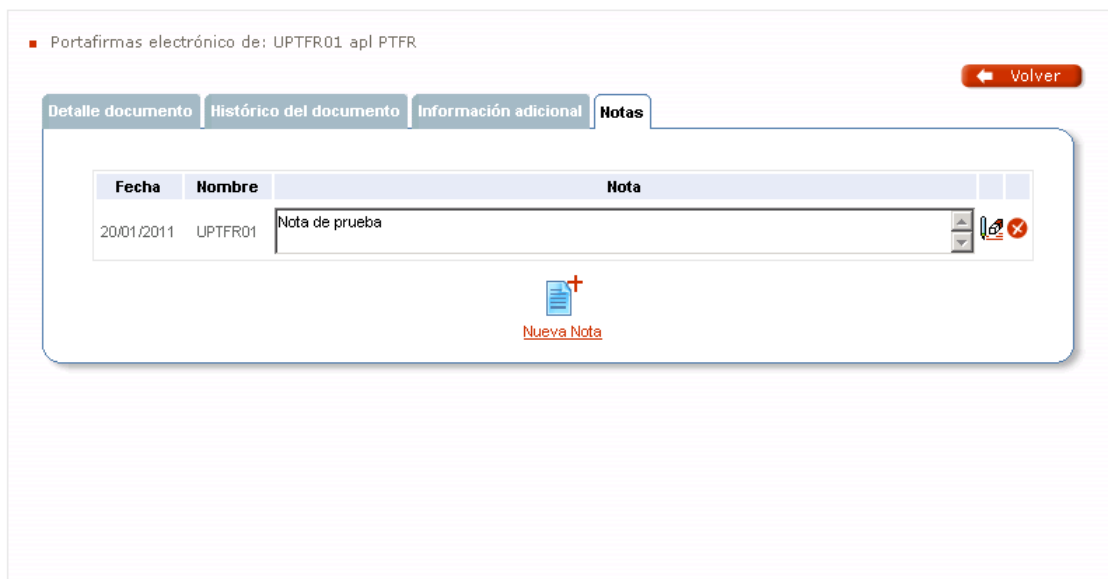 Portafirmas electrónico de: UPTFR01 apl PTFR
Volver
Detalle documento Histórico del documento Información adicional Notas
Fecha Nombre Nota
20/01/2011 UPTFR01 Nota de prueba
Nueva Nota